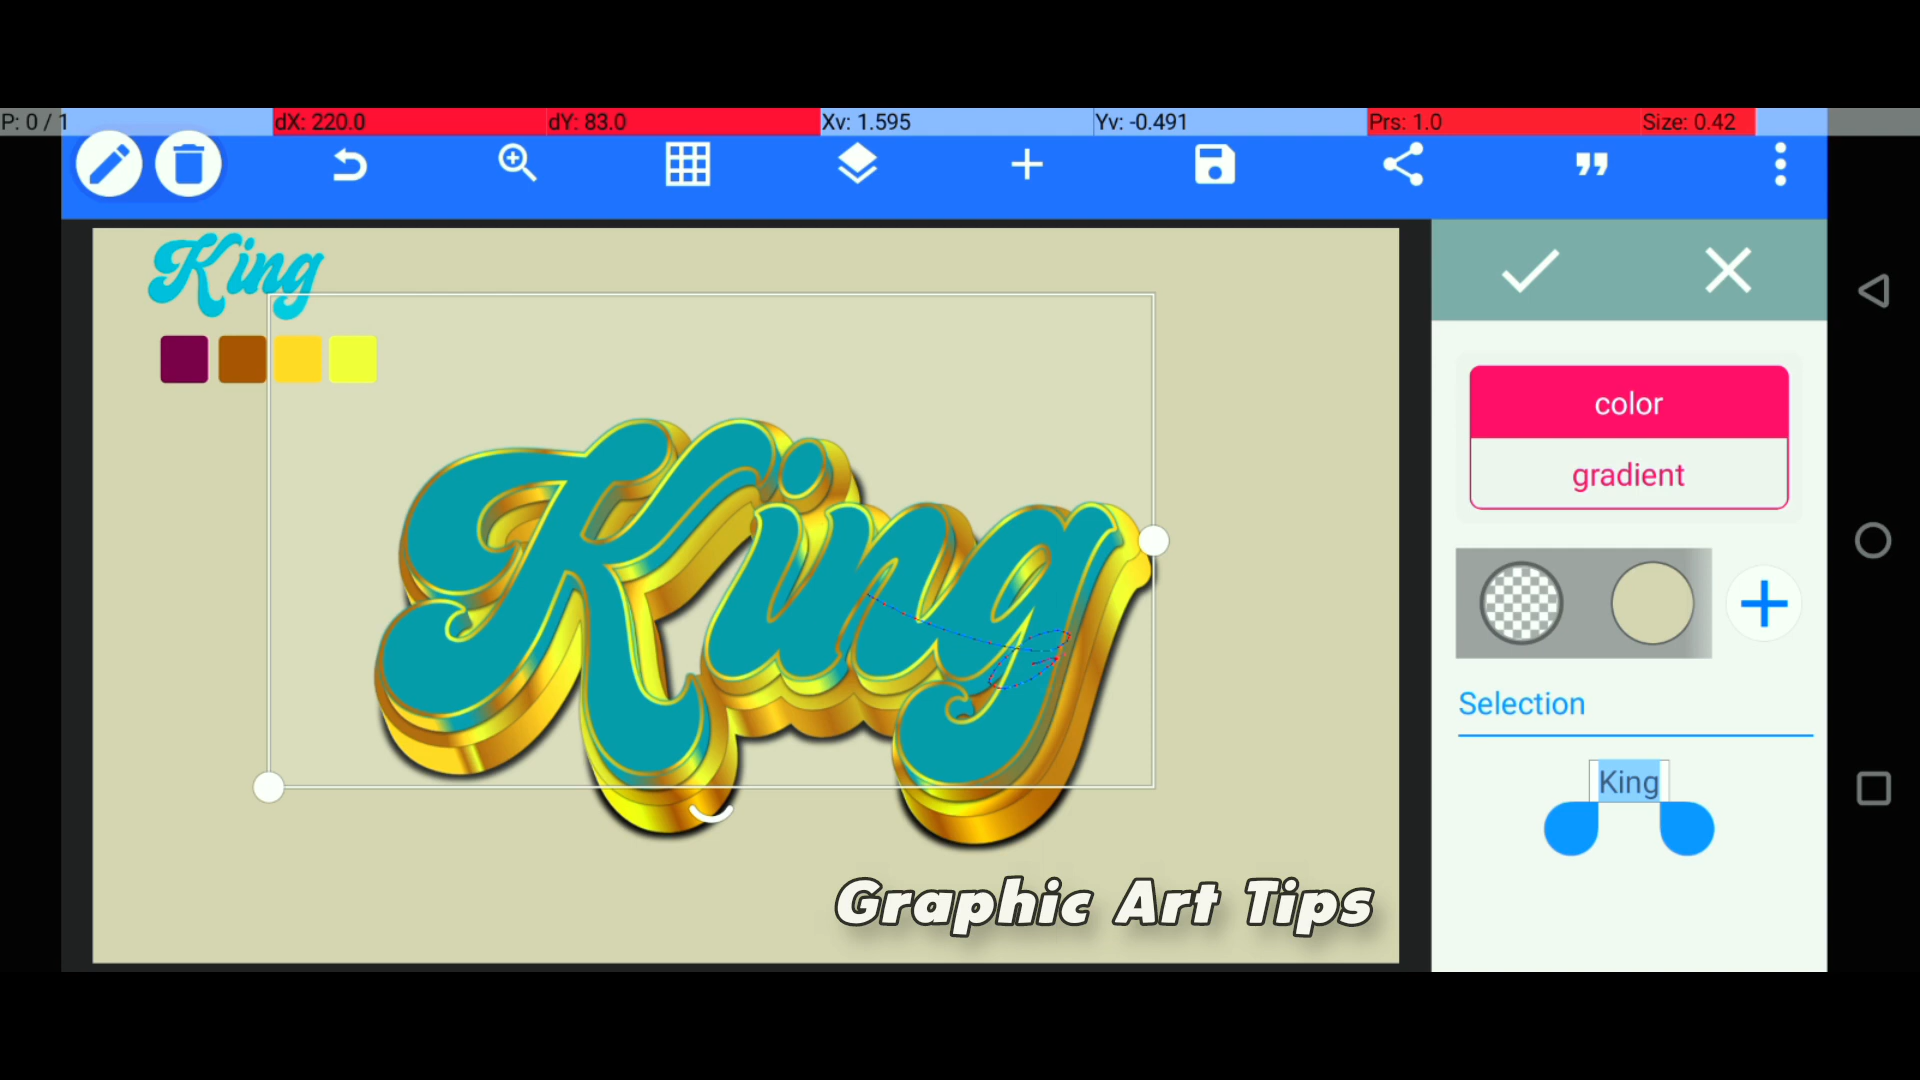 P: 0 / 1 dX: 220.0 dY: 83.0 Xv: 1.595 Yv: -0.491 Prs: 1.0 Size: 0.42
King
color
gradient
King
Selection
King
Graphic Art Tips